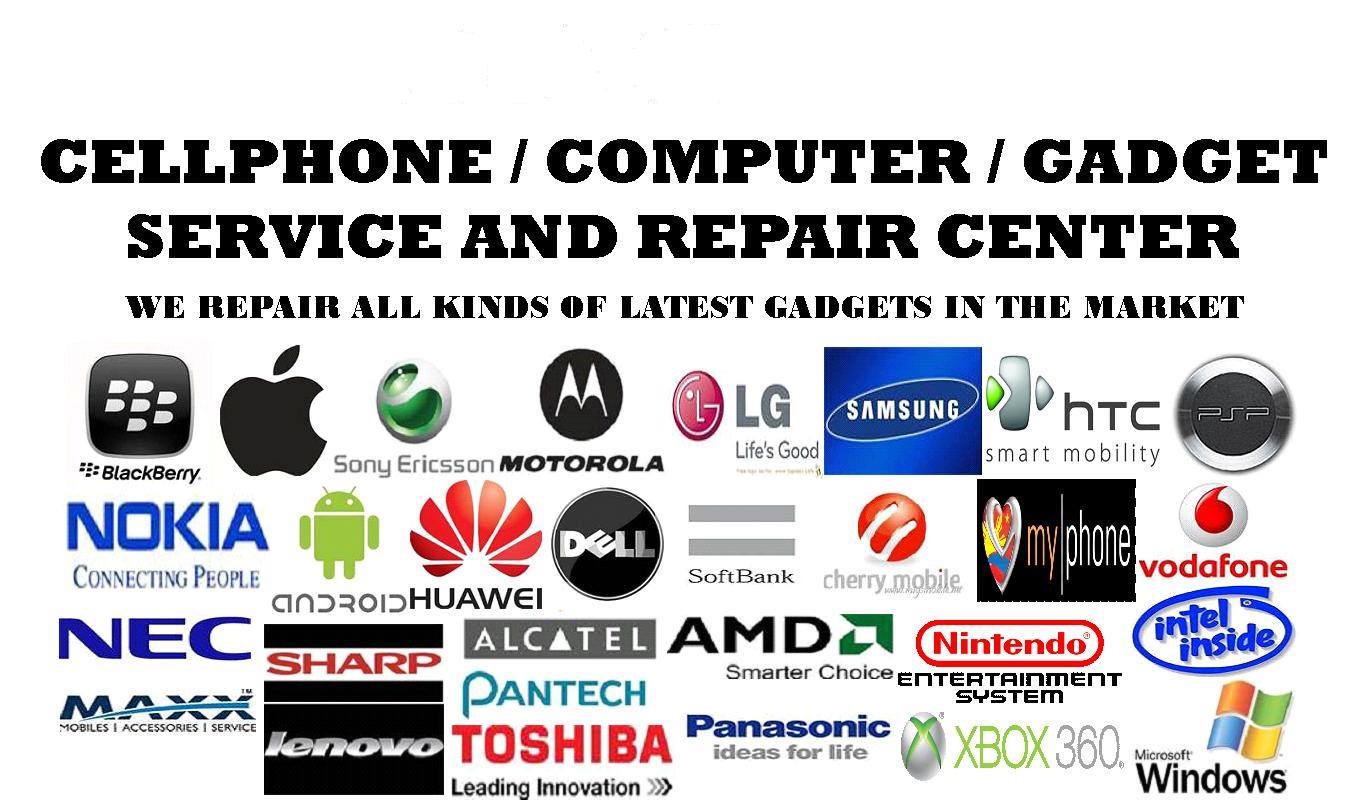 CELLPHONE / COMPUTER / GADGET
SERVICE AND REPAIR CENTER
WE REPAIR ALL KINDS OF LATEST GADGETS IN THE MARKET
BlackBerry
Sony Ericsson
MOTOROLA
LG
Life's Good
SAMSUNG
hTC
smart mobility
PSP
NOKIA
CONNECTING PEOPLE
ANDROID
HUAWEI
DELL
SoftBank
cherry mobile
my|phone
vodafone
NEC
SHARP
ALCATEL
AMD
Smarter Choice
Nintendo®
ENTERTAINMENT
SYSTEM
intel
inside
MAXX™
MOBILES | ACCESSORIES | SERVICE
lenovo
PANTECH
TOSHIBA
Leading Innovation >>>
Panasonic
ideas for life
XBOX 360
Microsoft®
Windows